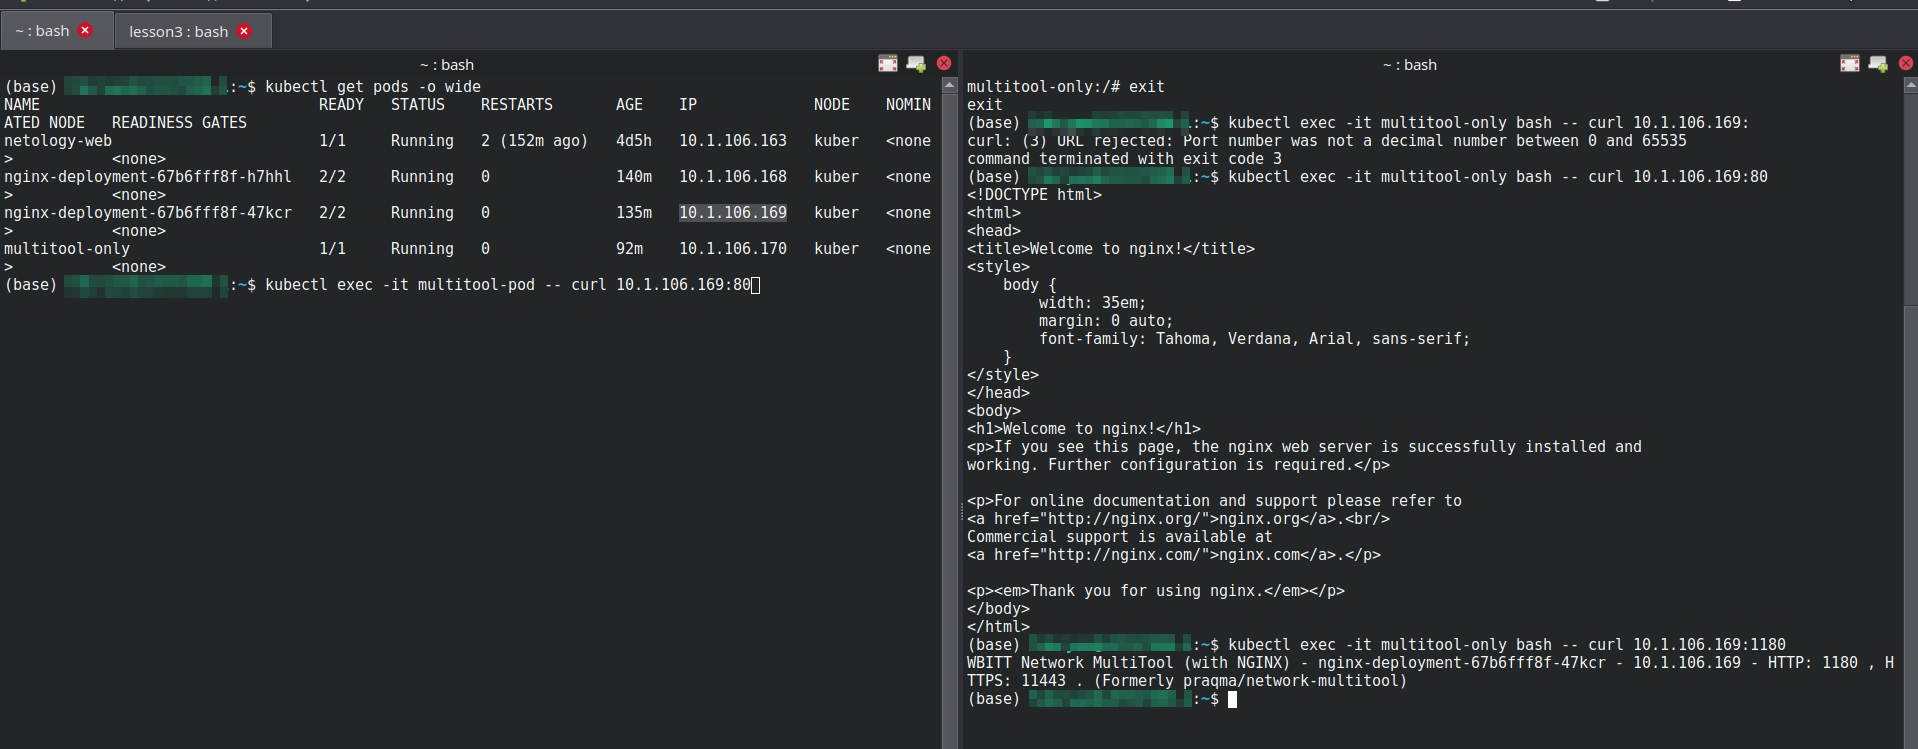 ~ : bash
lesson3 : bash
~ : bash
(base) :~$ kubectl get pods -o wide
NAME READY STATUS RESTARTS AGE IP NODE NOMIN
ATED NODE READINESS GATES
netology-web 1/1 Running 2 (152m ago) 4d5h 10.1.106.163 kuber <none
> <none>
nginx-deployment-67b6fff8f-h7hhl 2/2 Running 0 140m 10.1.106.168 kuber <none
> <none>
nginx-deployment-67b6fff8f-47kcr 2/2 Running 0 135m 10.1.106.169 kuber <none
> <none>
multitool-only 1/1 Running 0 92m 10.1.106.170 kuber <none
> <none>
(base) :~$ kubectl exec -it multitool-pod -- curl 10.1.106.169:80
~ : bash
multitool-only:/# exit
exit
(base) :~$ kubectl exec -it multitool-only bash -- curl 10.1.106.169:
curl: (3) URL rejected: Port number was not a decimal number between 0 and 65535
command terminated with exit code 3
(base) :~$ kubectl exec -it multitool-only bash -- curl 10.1.106.169:80
<!DOCTYPE html>
<html>
<head>
<title>Welcome to nginx!</title>
<style>
body {
width: 35em;
margin: 0 auto;
font-family: Tahoma, Verdana, Arial, sans-serif;
}
</style>
</head>
<body>
<h1>Welcome to nginx!</h1>
<p>If you see this page, the nginx web server is successfully installed and
working. Further configuration is required.</p>
<p>For online documentation and support please refer to
<a href="http://nginx.org/">nginx.org</a>.<br/>
Commercial support is available at
<a href="http://nginx.com/">nginx.com</a>.</p>
<p><em>Thank you for using nginx.</em></p>
</body>
</html>
(base) :~$ kubectl exec -it multitool-only bash -- curl 10.1.106.169:1180
WBITT Network MultiTool (with NGINX) - nginx-deployment-67b6fff8f-47kcr - 10.1.106.169 - HTTP: 1180 , H
TTPS: 11443 . (Formerly praqma/network-multitool)
(base) :~$